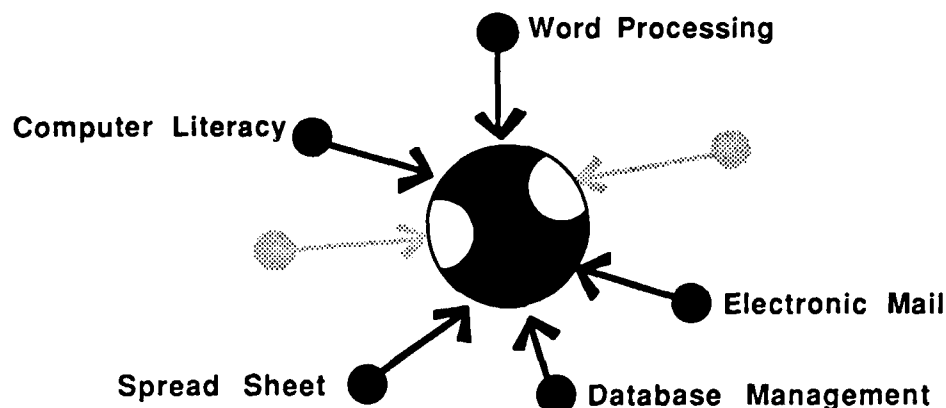 Word Processing
Computer Literacy
Electronic Mail
Spread Sheet
Database Management